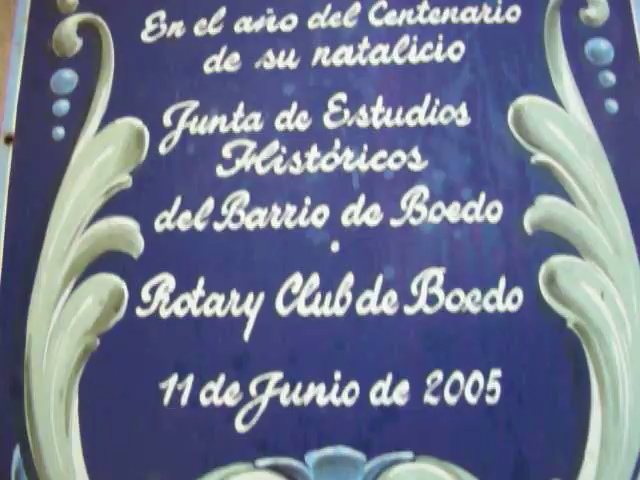 En el año del Centenario
de su natalicio
Junta de Estudios
Históricos
del Barrio de Boedo
Rotary Club de Boedo
11 de Junio de 2005